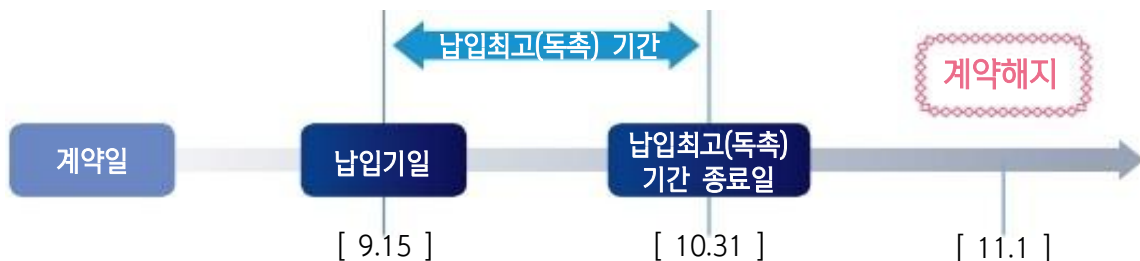 납입최고(독촉) 기간
계약해지
계약일
납입기일
납입최고(독촉)
기간 종료일
[ 9.15 ]
[ 10.31 ]
[ 11.1 ]